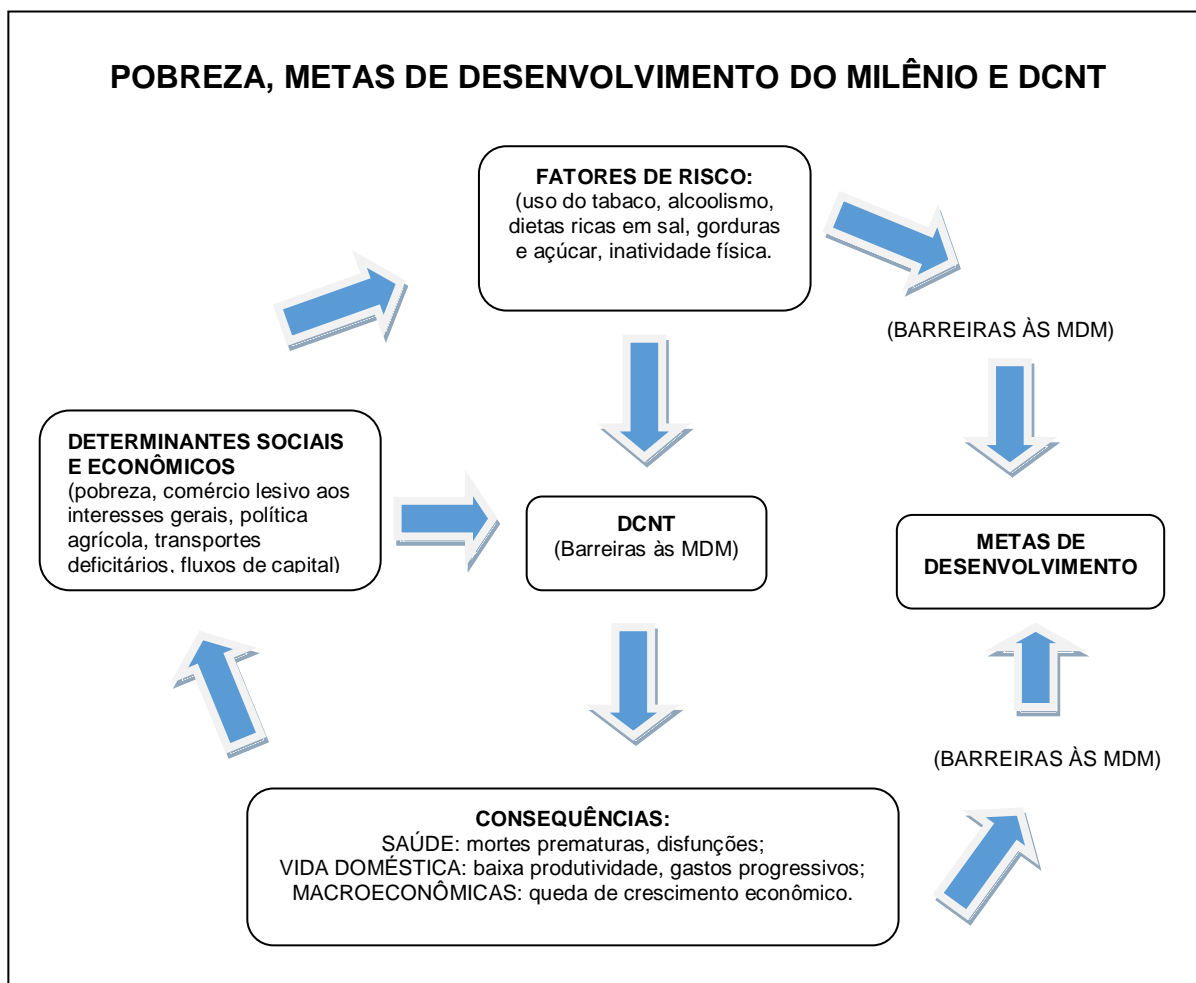 POBREZA, METAS DE DESENVOLVIMENTO DO MILÊNIO E DCNT
FATORES DE RISCO:
(uso do tabaco, alcoolismo,
dietas ricas em sal, gorduras
e açúcar, inatividade física.
(BARREIRAS ÀS MDM)
DETERMINANTES SOCIAIS
E ECONÔMICOS
(pobreza, comércio lesivo aos
interesses gerais, política
agrícola, transportes
deficitários, fluxos de capital)
DCNT
(Barreiras às MDM)
METAS DE
DESENVOLVIMENTO
(BARREIRAS ÀS MDM)
CONSEQUÊNCIAS:
SAÚDE: mortes prematuras, disfunções;
VIDA DOMÉSTICA: baixa produtividade, gastos progressivos;
MACROECONÔMICAS: queda de crescimento econômico.